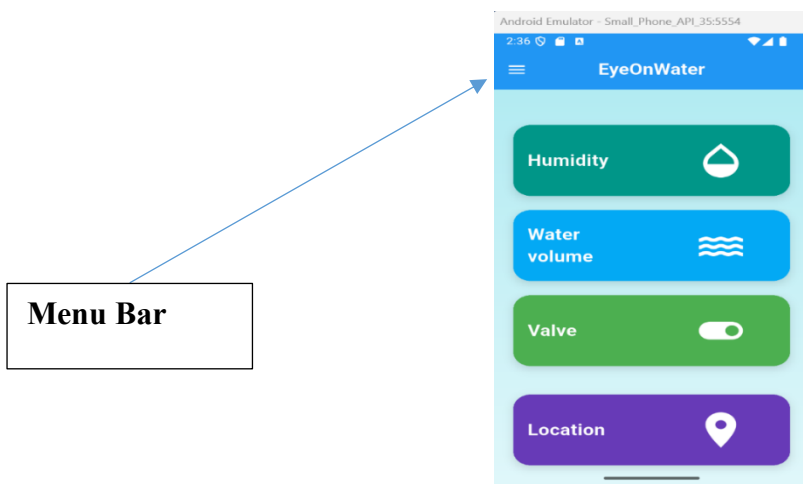 Android Emulator - Small_Phone_API_35:5554
2:36
EyeOnWater
Humidity
Water
volume
Menu Bar
Valve
Location